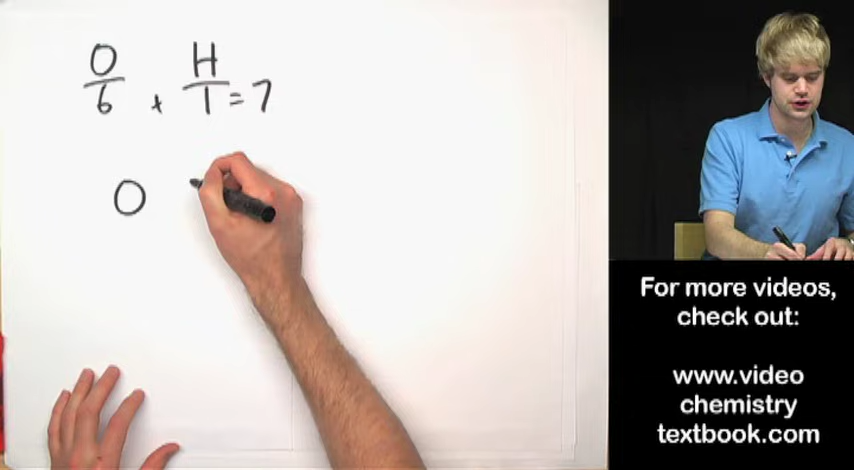 O H
6 + 1 = 7
O
For more videos,
check out:
www.video
chemistry
textbook.com